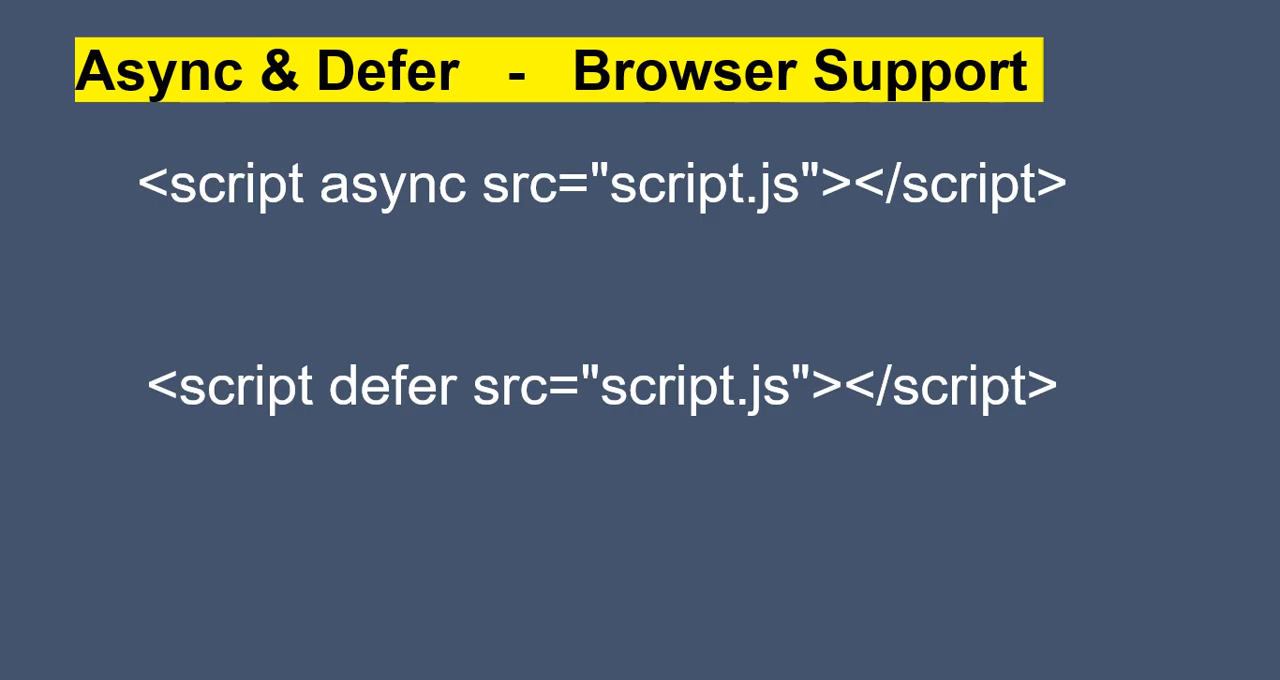 Async & Defer - Browser Support
<script async src="script.js"></script>
<script defer src="script.js"></script>